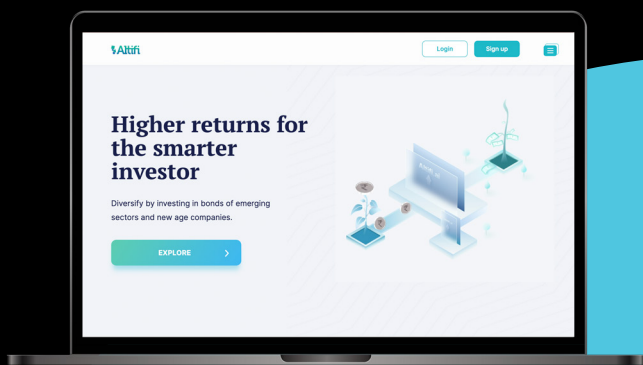 Altifi
Login
Sign up
Higher returns for
the smarter
investor
Diversify by investing in bonds of emerging
sectors and new age companies.
EXPLORE